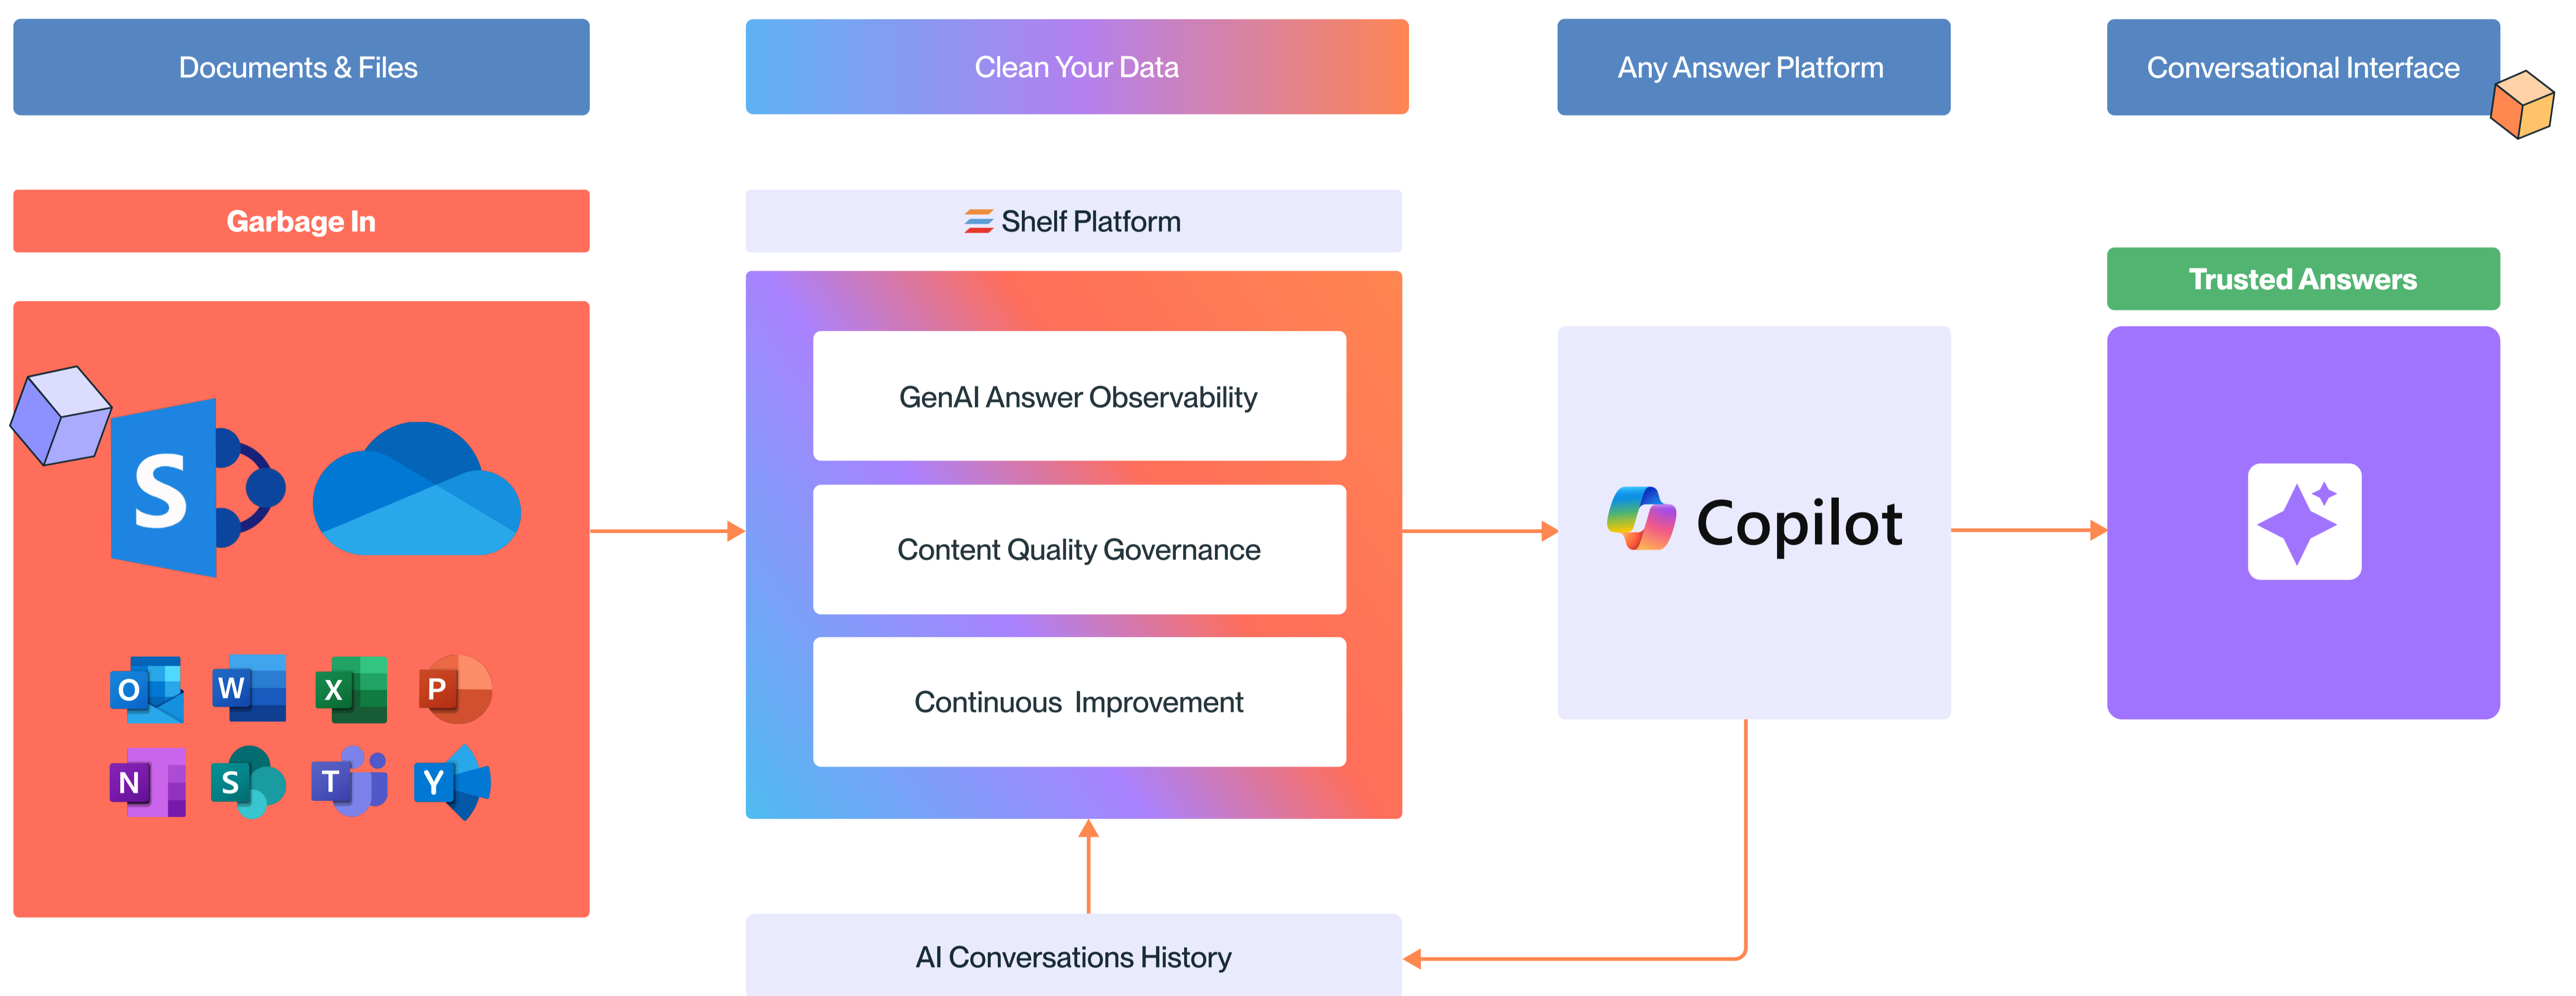 Documents & Files
Clean Your Data
Any Answer Platform
Conversational Interface
Garbage In
Shelf Platform
Trusted Answers
GenAI Answer Observability
Content Quality Governance
Continuous Improvement
S
Copilot
O W X P
N S T Y
AI Conversations History